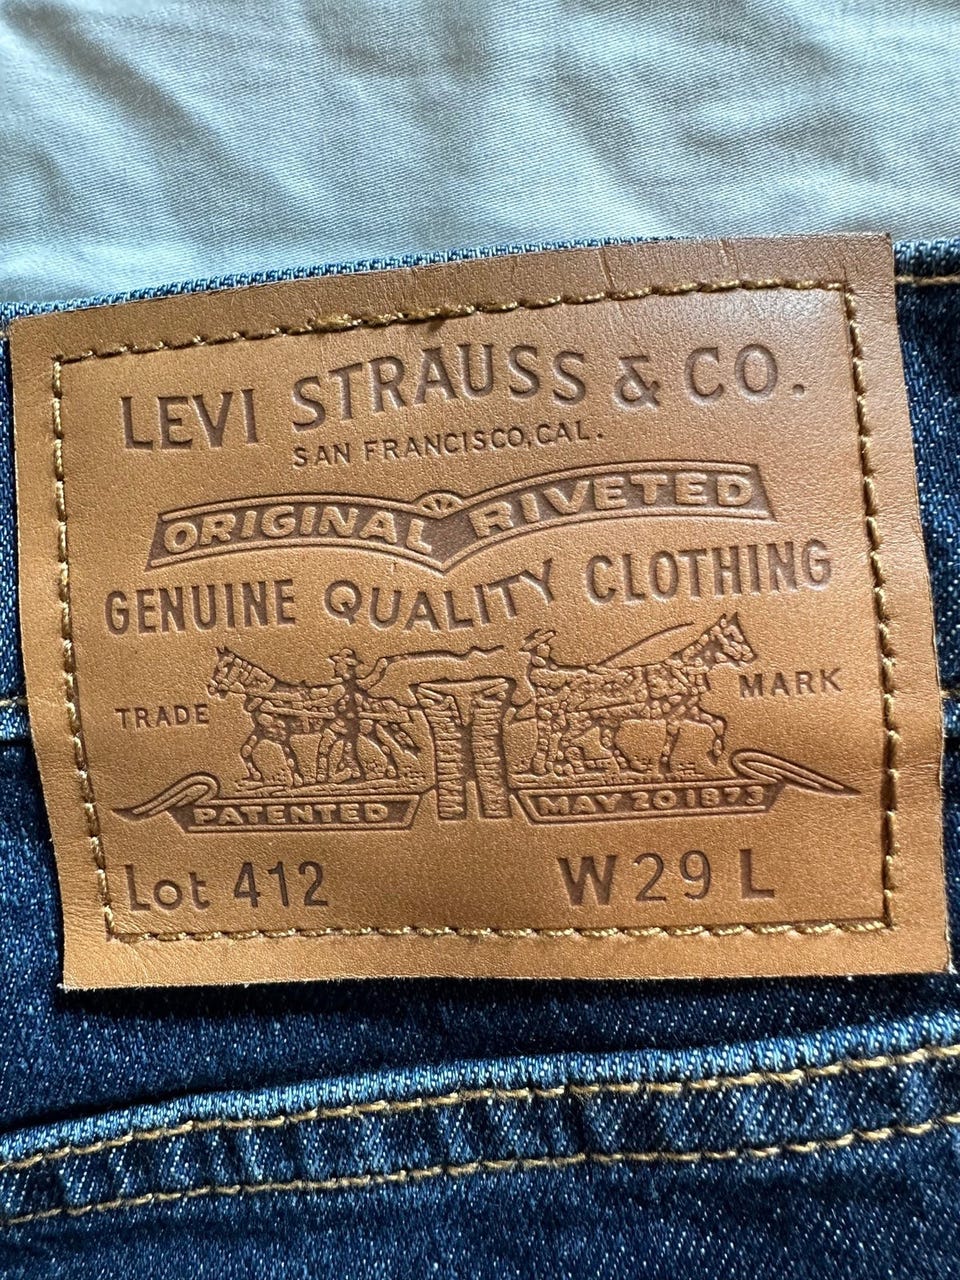 LEVI STRAUSS & CO.
SAN FRANCISCO, CAL.
ORIGINAL RIVETED
GENUINE QUALITY CLOTHING
TRADE MARK
PATENTED MAY 20 1873
Lot 412 W 29 L